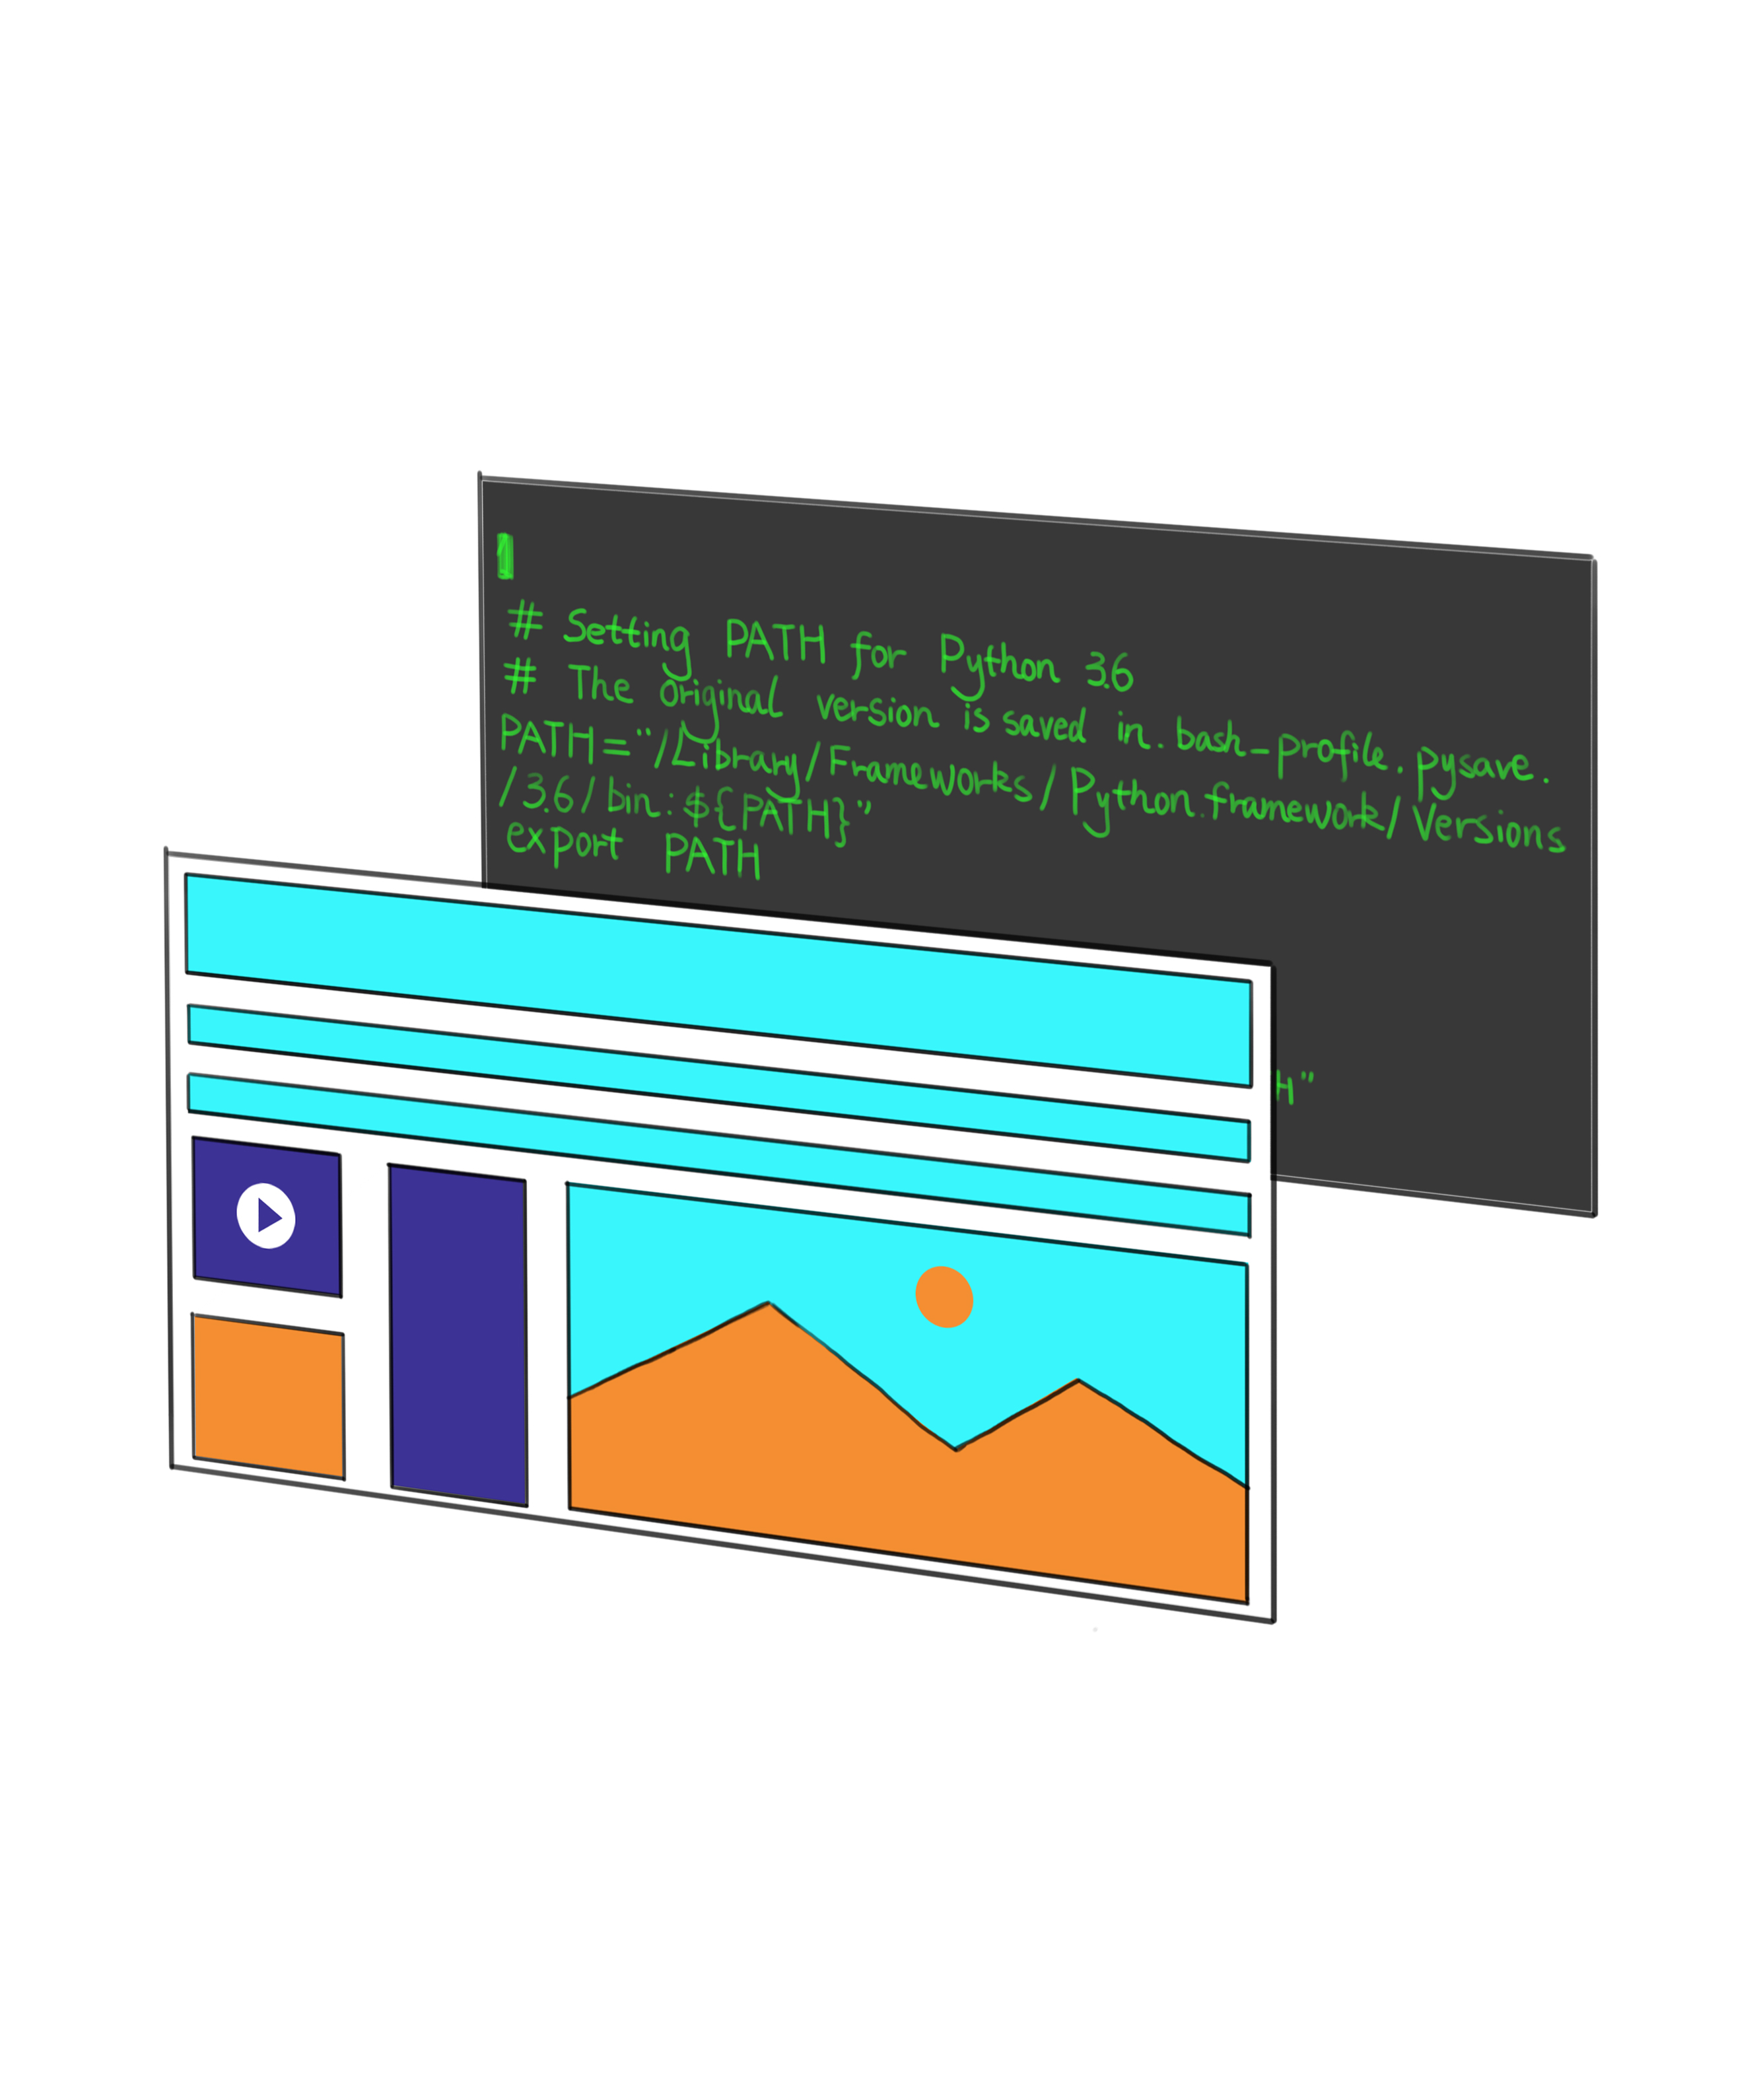 # Setting PATH for Python 3.6
# The original version is saved in .bash-profile.pysave.
PATH="/Library/Frameworks/Python.framework/Versions
/3.6/bin:${PATH}"
export PATH
H"